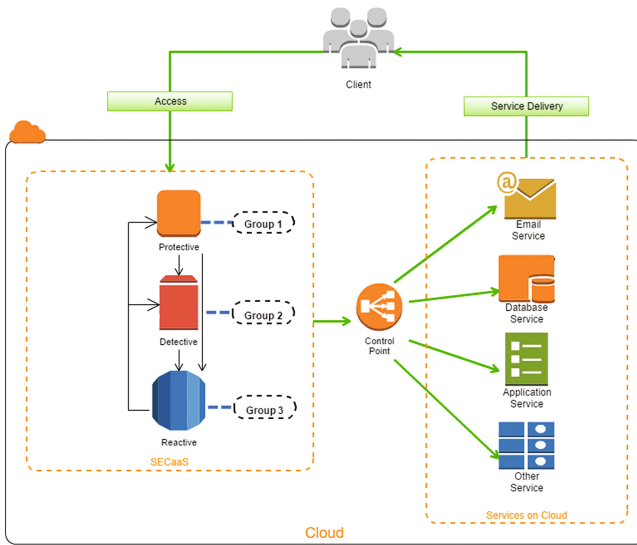 Client
Access
Service Delivery
@
Group 1
Protective
Group 2
Detective
Group 3
Reactive
SECaaS
Control
Point
Email
Service
Database
Service
Application
Service
Other
Service
Services on Cloud
Cloud